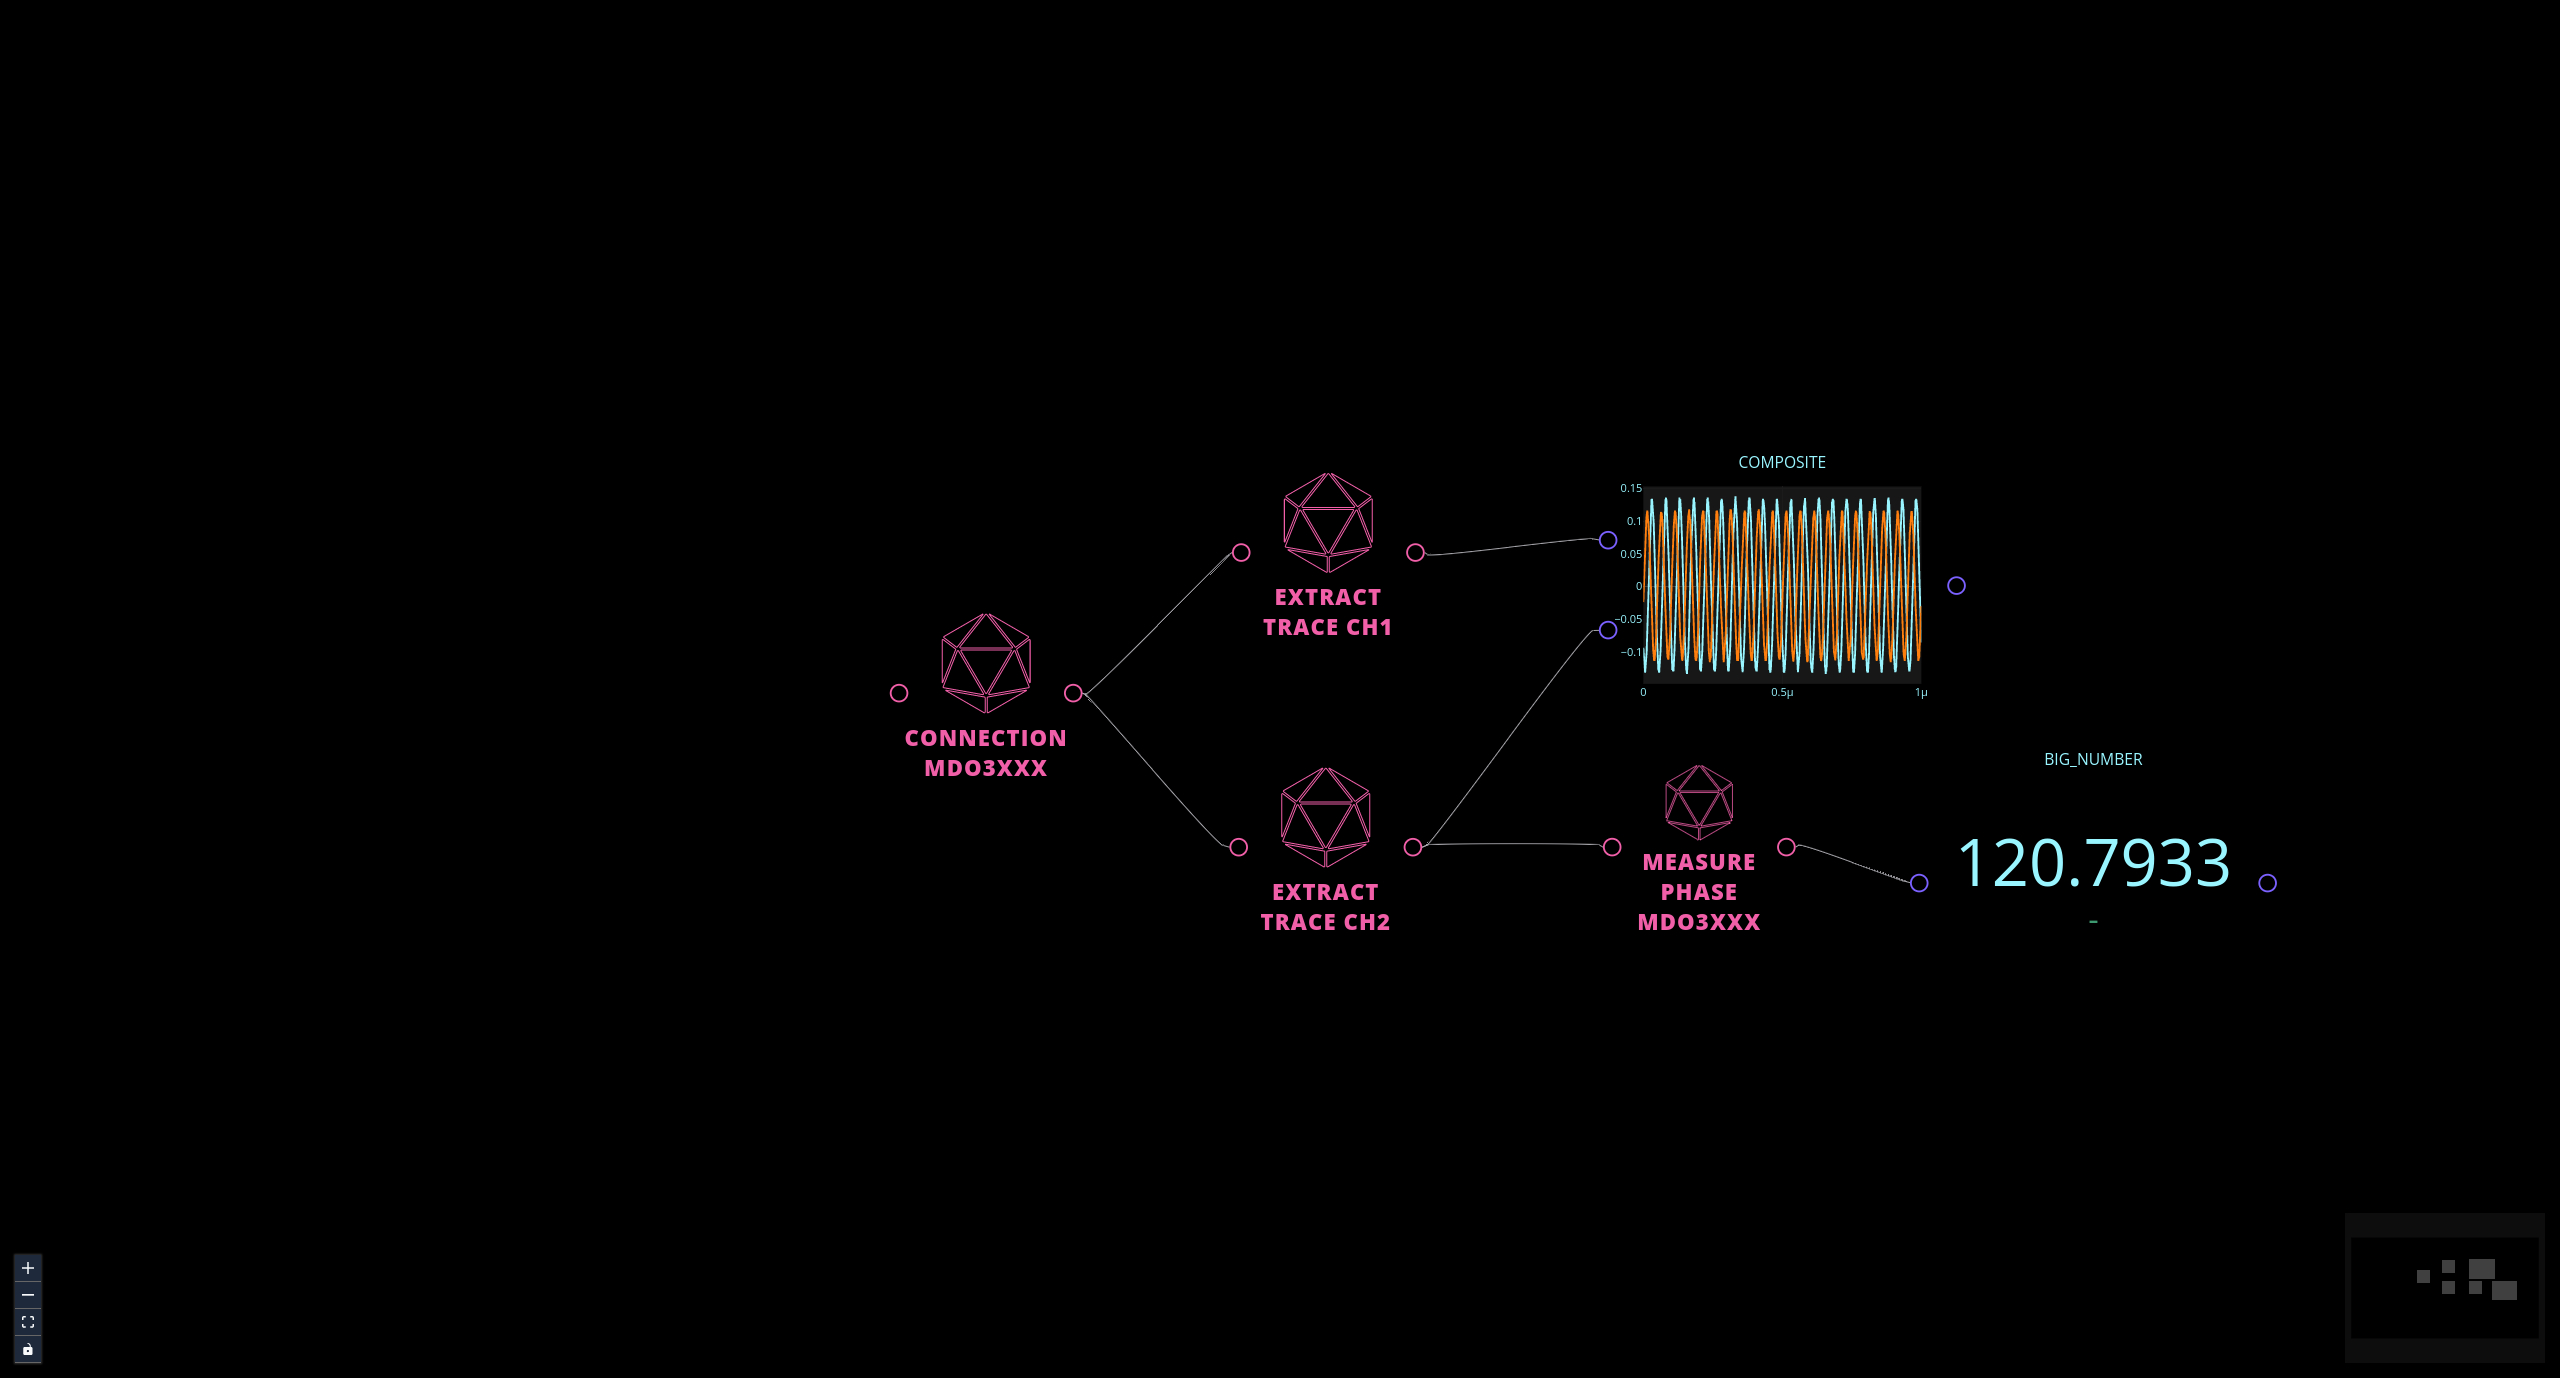 COMPOSITE
0.15
0.1
0.05
0
−0.05
−0.1
0
0.5μ
1μ
EXTRACT
TRACE CH1
CONNECTION
MDO3XXX
BIG_NUMBER
120.7933
-
EXTRACT
TRACE CH2
MEASURE
PHASE
MDO3XXX